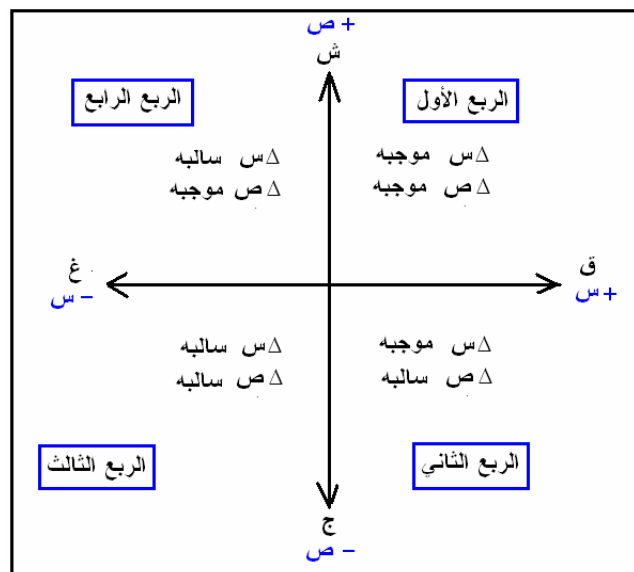 + ص
ش
الربع الأول
الربع الرابع
Δ س موجبه
Δ ص موجبه
Δ س سالبه
Δ ص موجبه
ق
+ س
غ
− س
Δ س موجبه
Δ ص سالبه
Δ س سالبه
Δ ص سالبه
الربع الثاني
الربع الثالث
ج
− ص